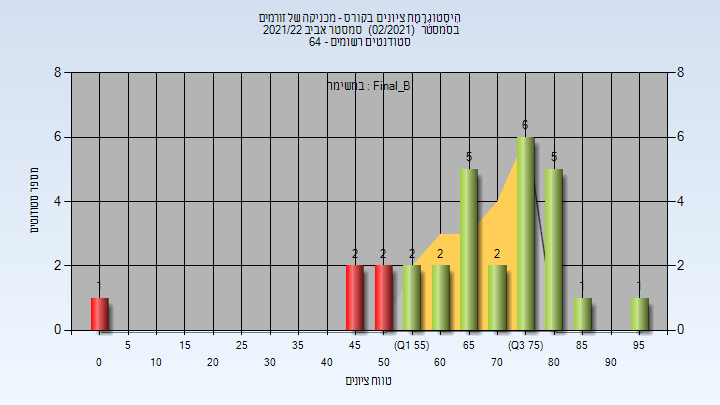 היסטוגרמת ציונים בקורס - מכניקה של זורמים
בסמסטר (02/2021) סמסטר אביב 2021/22
סטודנטים רשומים - 64
במשימה : Final_B
8 8
6 6
4 4
2 2
0 0
מספר סטודנטים
1 2 2 2 2 5 2 6 5 1 1
5 15 25 35 45 (Q1 55) 65 (Q3 75) 85 95
0 10 20 30 40 50 60 70 80 90
טווח ציונים